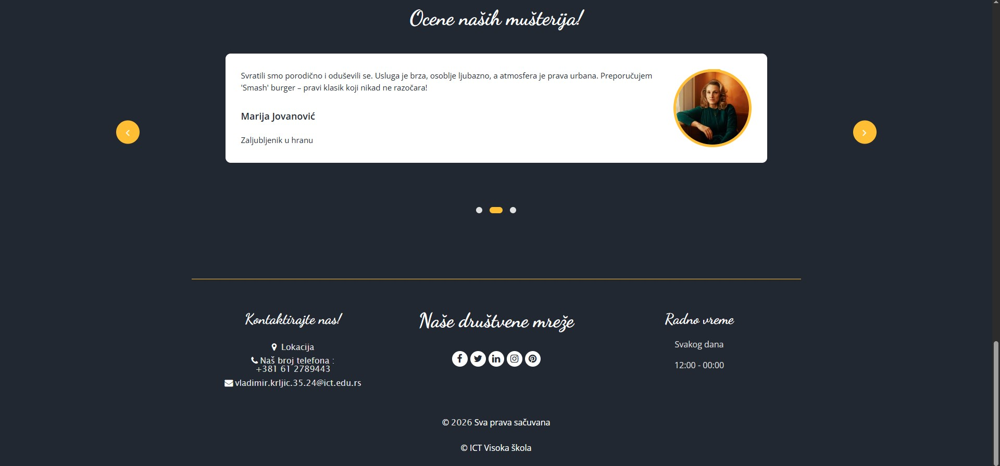 Ocene naših mušterija!
Svratili smo porodično i oduševili se. Usluga je brza, osoblje ljubazno, a atmosfera je prava urbana. Preporučujem
'Smash' burger – pravi klasik koji nikad ne razočara!
Marija Jovanović
Zaljubljenik u hranu
Kontaktirajte nas!
Lokacija
Naš broj telefona :
+381 61 2789443
vladimir.krljic.35.24@ict.edu.rs
Naše društvene mreže
Radno vreme
Svakog dana
12:00 - 00:00
© 2026 Sva prava sačuvana
© ICT Visoka škola